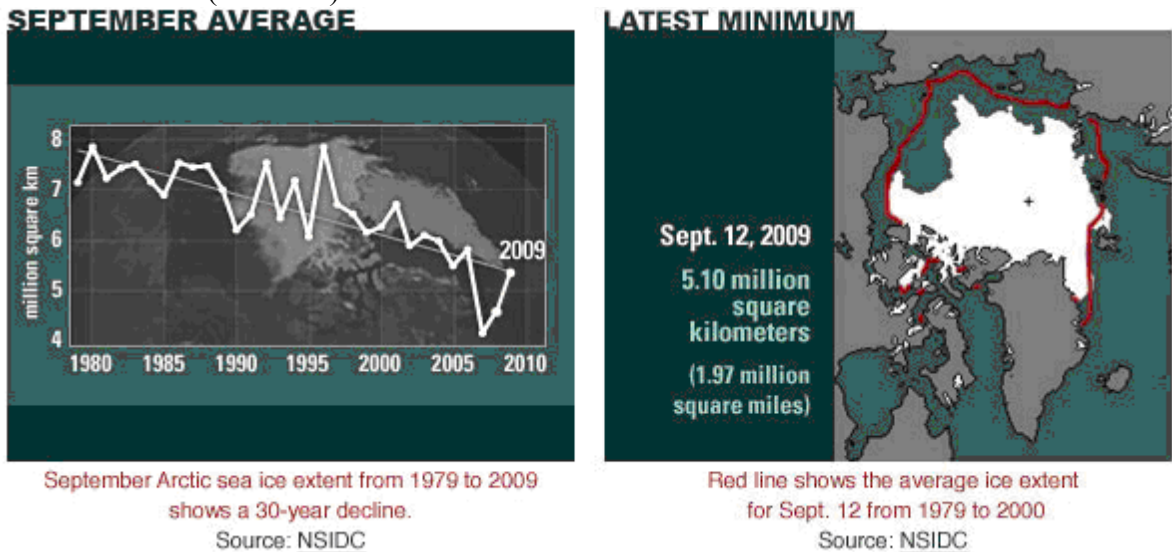 SEPTEMBER AVERAGE
8
7
6
5
4
million square km
2009
1980 1985 1990 1995 2000 2005 2010
September Arctic sea ice extent from 1979 to 2009
shows a 30-year decline.
Source: NSIDC
LATEST MINIMUM
Sept. 12, 2009
5.10 million
square
kilometers
(1.97 million
square miles)
Red line shows the average ice extent
for Sept. 12 from 1979 to 2000
Source: NSIDC